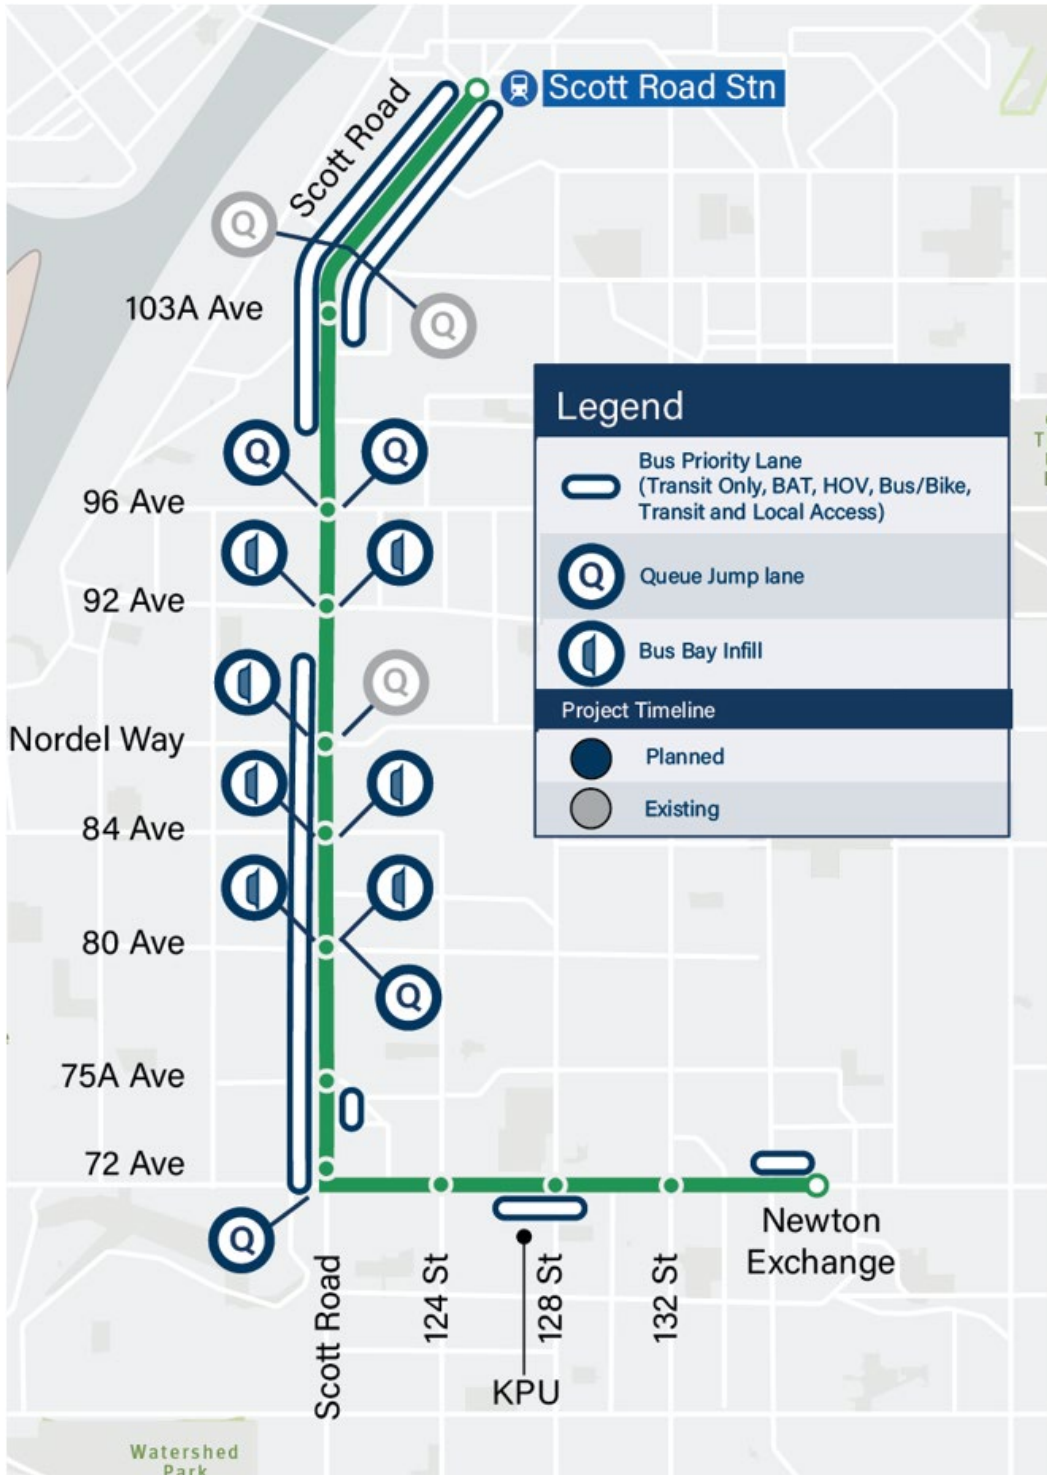 Scott Road Stn
Scott Road
Q
Q
103A Ave
Legend
Bus Priority Lane
(Transit Only, BAT, HOV, Bus/Bike,
Transit and Local Access)
Q
Queue Jump lane
Bus Bay Infill
Project Timeline
Planned
Existing
Q
Q
96 Ave
92 Ave
Q
Nordel Way
84 Ave
80 Ave
Q
75A Ave
72 Ave
Q
Newton
Exchange
Scott Road
124 St
128 St
132 St
KPU
Watershed
Park